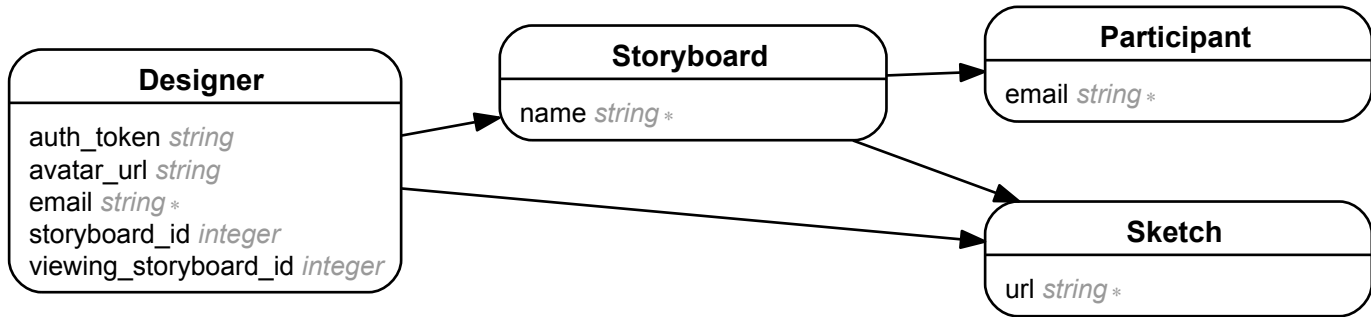 Designer
auth_token string
avatar_url string
email string *
storyboard_id integer
viewing_storyboard_id integer
Storyboard
name string *
Participant
email string *
Sketch
url string *